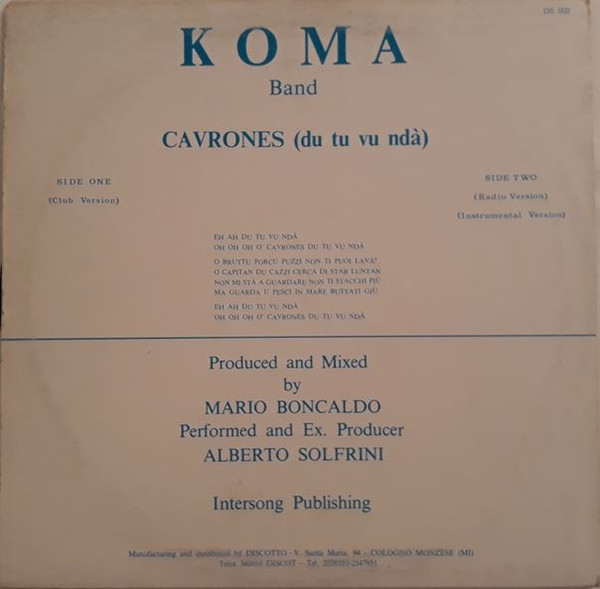 DS 002
KOMA
Band
CAVRONES (du tu vu ndà)
SIDE ONE
(Club Version)
SIDE TWO
(Radio Version)
(Instrumental Version)
EH AH DU TU VU NDÀ
OH OH OH O' CAVRONES DU TU VU NDÀ
O BRUTTU PORCU PUZZI NON TI PUOI LAVA?
O CAPITAN DU CAZZI CERCA DI STAR LUNTAN
NON MI STÀ A GUARDARE NON TI STACCHI PIÙ
MA GUARDA U PESCI IN MARE BUTTATI GIÙ
EH AH DU TU VU NDÀ
OH OH OH O' CAVRONES DU TU VU NDÀ
Produced and Mixed
by
MARIO BONCALDO
Performed and Ex. Producer
ALBERTO SOLFRINI
Intersong Publishing
Manufacturing and distributed by DISCOTTO - V. Santa Maria, 94 - COLOGNO MONZESE (MI)
Telex DISCOT - Tel.